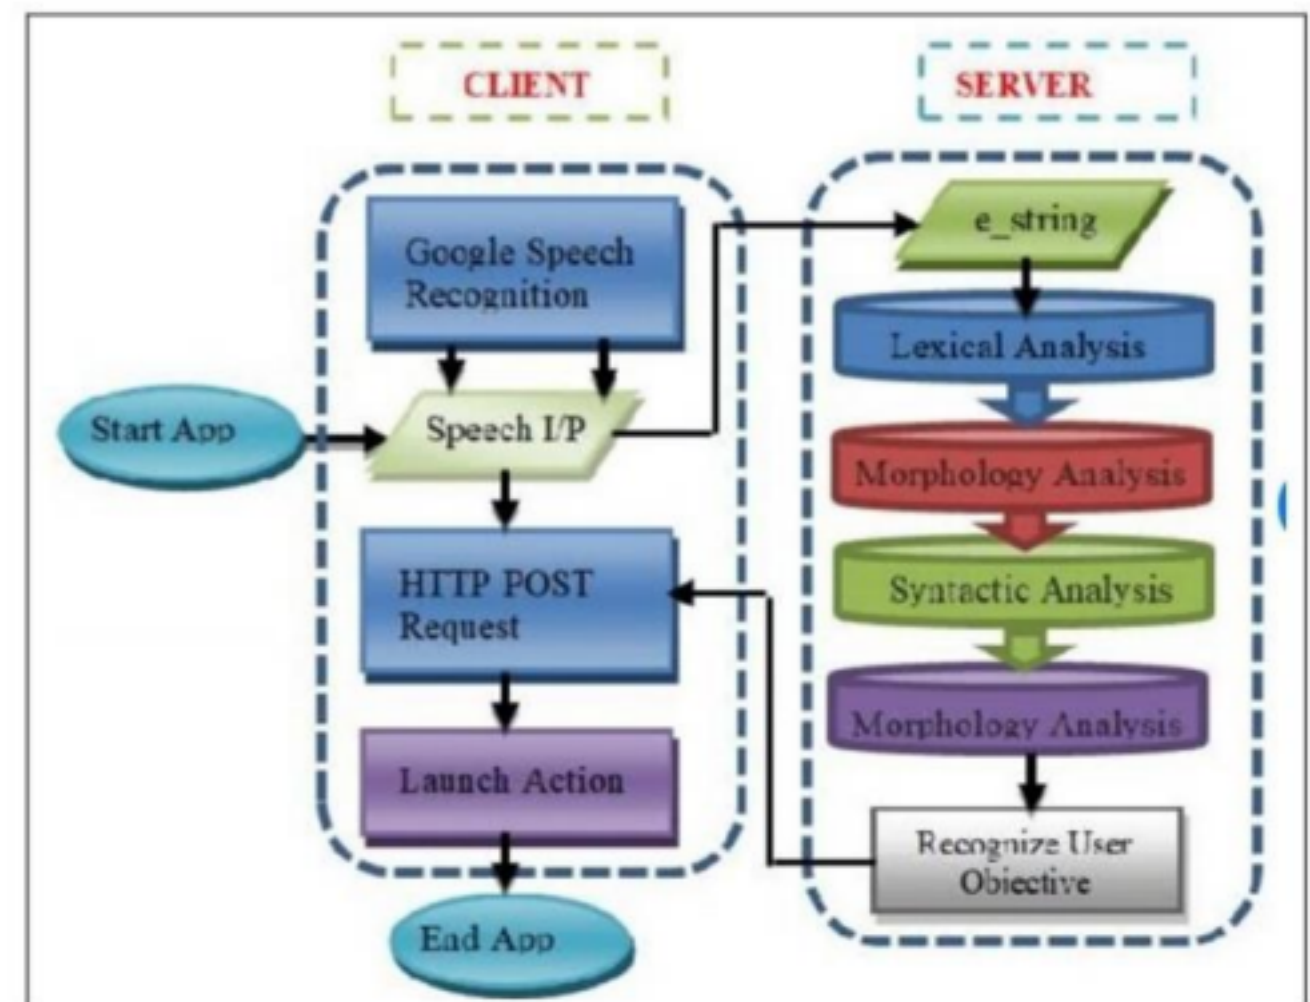 CLIENT
SERVER
Google Speech
Recognition
e_string
Lexical Analysis
Start App
Speech I/P
Morphology Analysis
HTTP POST
Request
Syntactic Analysis
Morphology Analysis
Launch Action
Recognize User
Objective
End App